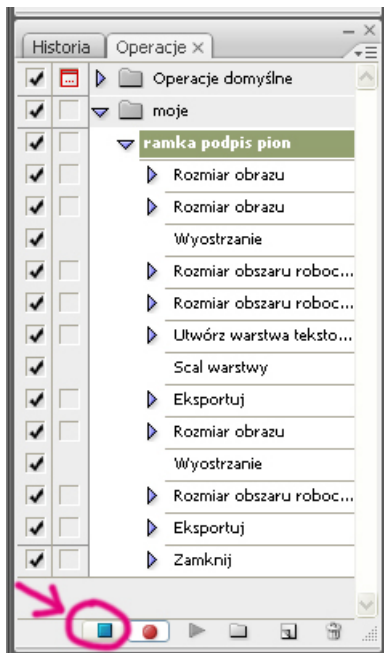 Historia Operacje ×
Operacje domyślne
moje
ramka podpis pion
Rozmiar obrazu
Rozmiar obrazu
Wyostrzanie
Rozmiar obszaru roboc...
Rozmiar obszaru roboc...
Utwórz warstwa teksto...
Scal warstwy
Eksportuj
Rozmiar obrazu
Wyostrzanie
Rozmiar obszaru roboc...
Eksportuj
Zamknij